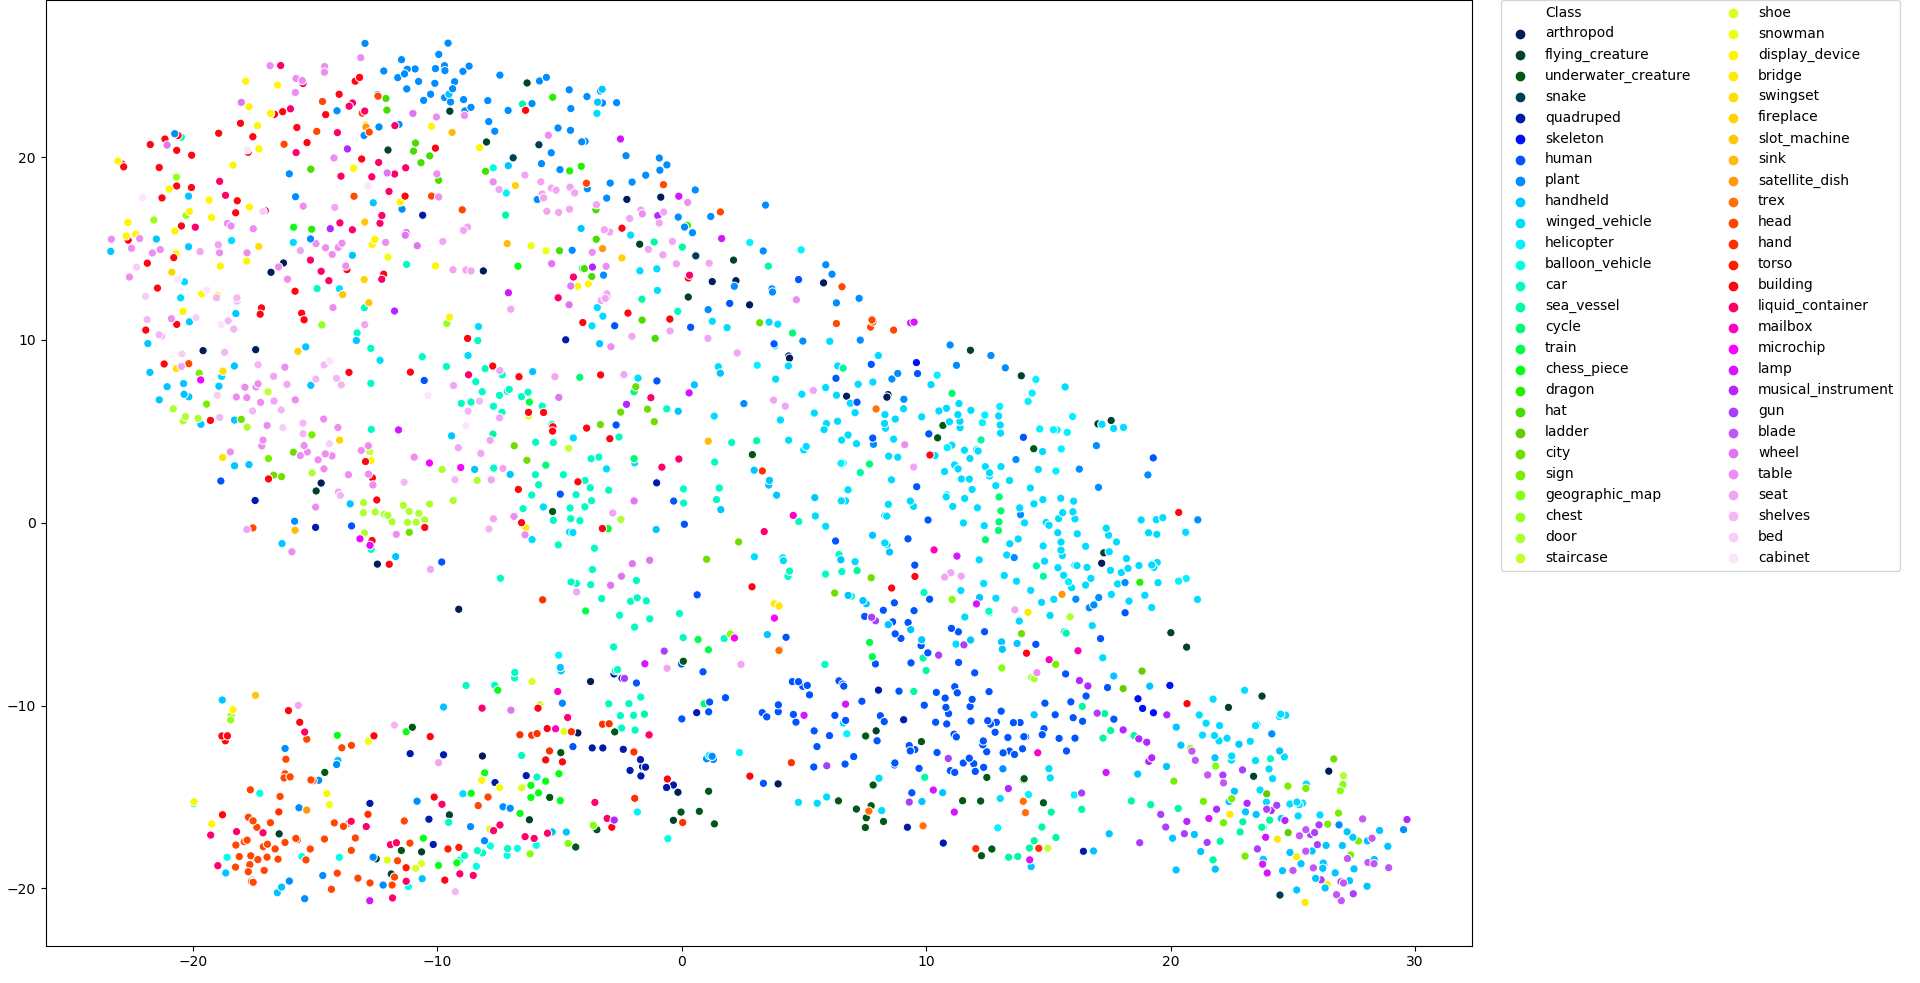 20
10
0
−10
−20
−20
−10
0
10
20
30
Class
arthropod
flying_creature
underwater_creature
snake
quadruped
skeleton
human
plant
handheld
winged_vehicle
helicopter
balloon_vehicle
car
sea_vessel
cycle
train
chess_piece
dragon
hat
ladder
city
sign
geographic_map
chest
door
staircase
shoe
snowman
display_device
bridge
swingset
fireplace
slot_machine
sink
satellite_dish
trex
head
hand
torso
building
liquid_container
mailbox
microchip
lamp
musical_instrument
gun
blade
wheel
table
seat
shelves
bed
cabinet